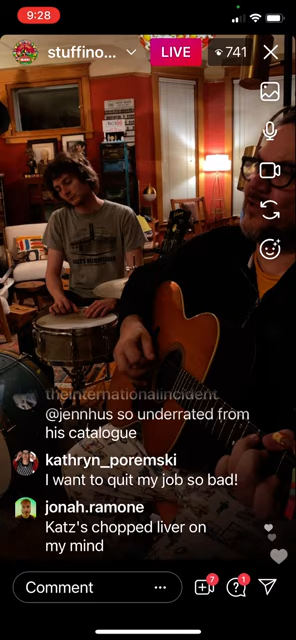 9:28
stuffino...
LIVE
741
theinternationalincident
@jennhus so underrated from
his catalogue
kathryn_poremski
I want to quit my job so bad!
jonah.ramone
Katz's chopped liver on
my mind
Comment
7
1